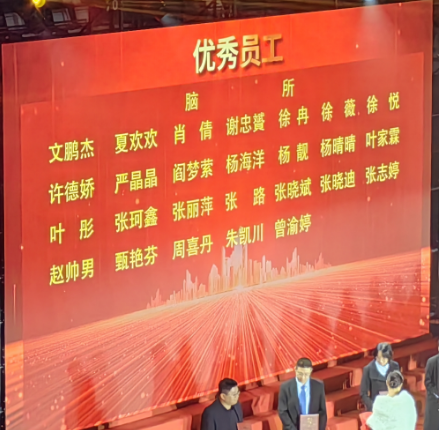 优秀员工
脑 所
文鹏杰 夏欢欢 肖 倩 谢忠赟 徐 冉 徐 薇 徐 悦
许德娇 严晶晶 阎梦萦 杨海洋 杨 靓 杨晴晴 叶家霖
叶 彤 张珂鑫 张丽萍 张 路 张晓斌 张晓迪 张志婷
赵帅男 甄艳芬 周喜丹 朱凯川 曾渝婷